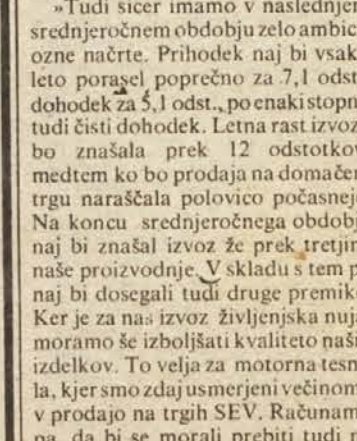 »Tudi sicer imamo v naslednjem
srednjeročnem obdobju zelo ambici
ozne načrte. Prihodek naj bi vsak
leto porasel poprečno za 7,1 odst
dohodek za 5,1 odst., po enaki stopn
tudi čisti dohodek. Letna rast izvoz
bo znašala prek 12 odstotkov
medtem ko bo prodaja na domačem
trgu naraščala polovico počasneje
Na koncu srednjeročnega obdobj
naj bi znašal izvoz že prek tretjin
naše proizvodnje. V skladu s tem p
naj bi dosegali tudi druge premik
Ker je za nas izvoz življenjska nuj
moramo še izboljšati kvaliteto naši
izdelkov. To velja za motorna tesn
la, kjer smo zdaj usmerjeni večinom
v prodajo na trgih SEV. Računam
pa, da bi se morali prebiti tudi n